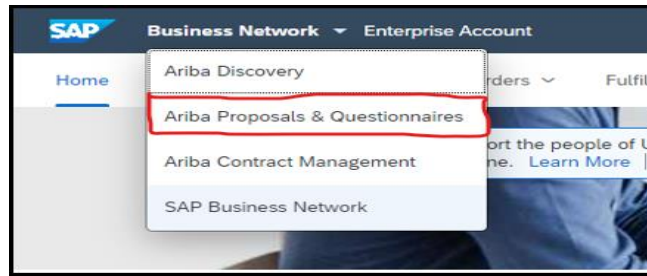 SAP Business Network Enterprise Account
Home rders Fulfil
Ariba Discovery
Ariba Proposals & Questionnaires
Ariba Contract Management
SAP Business Network
ort the people of U
ne. Learn More |